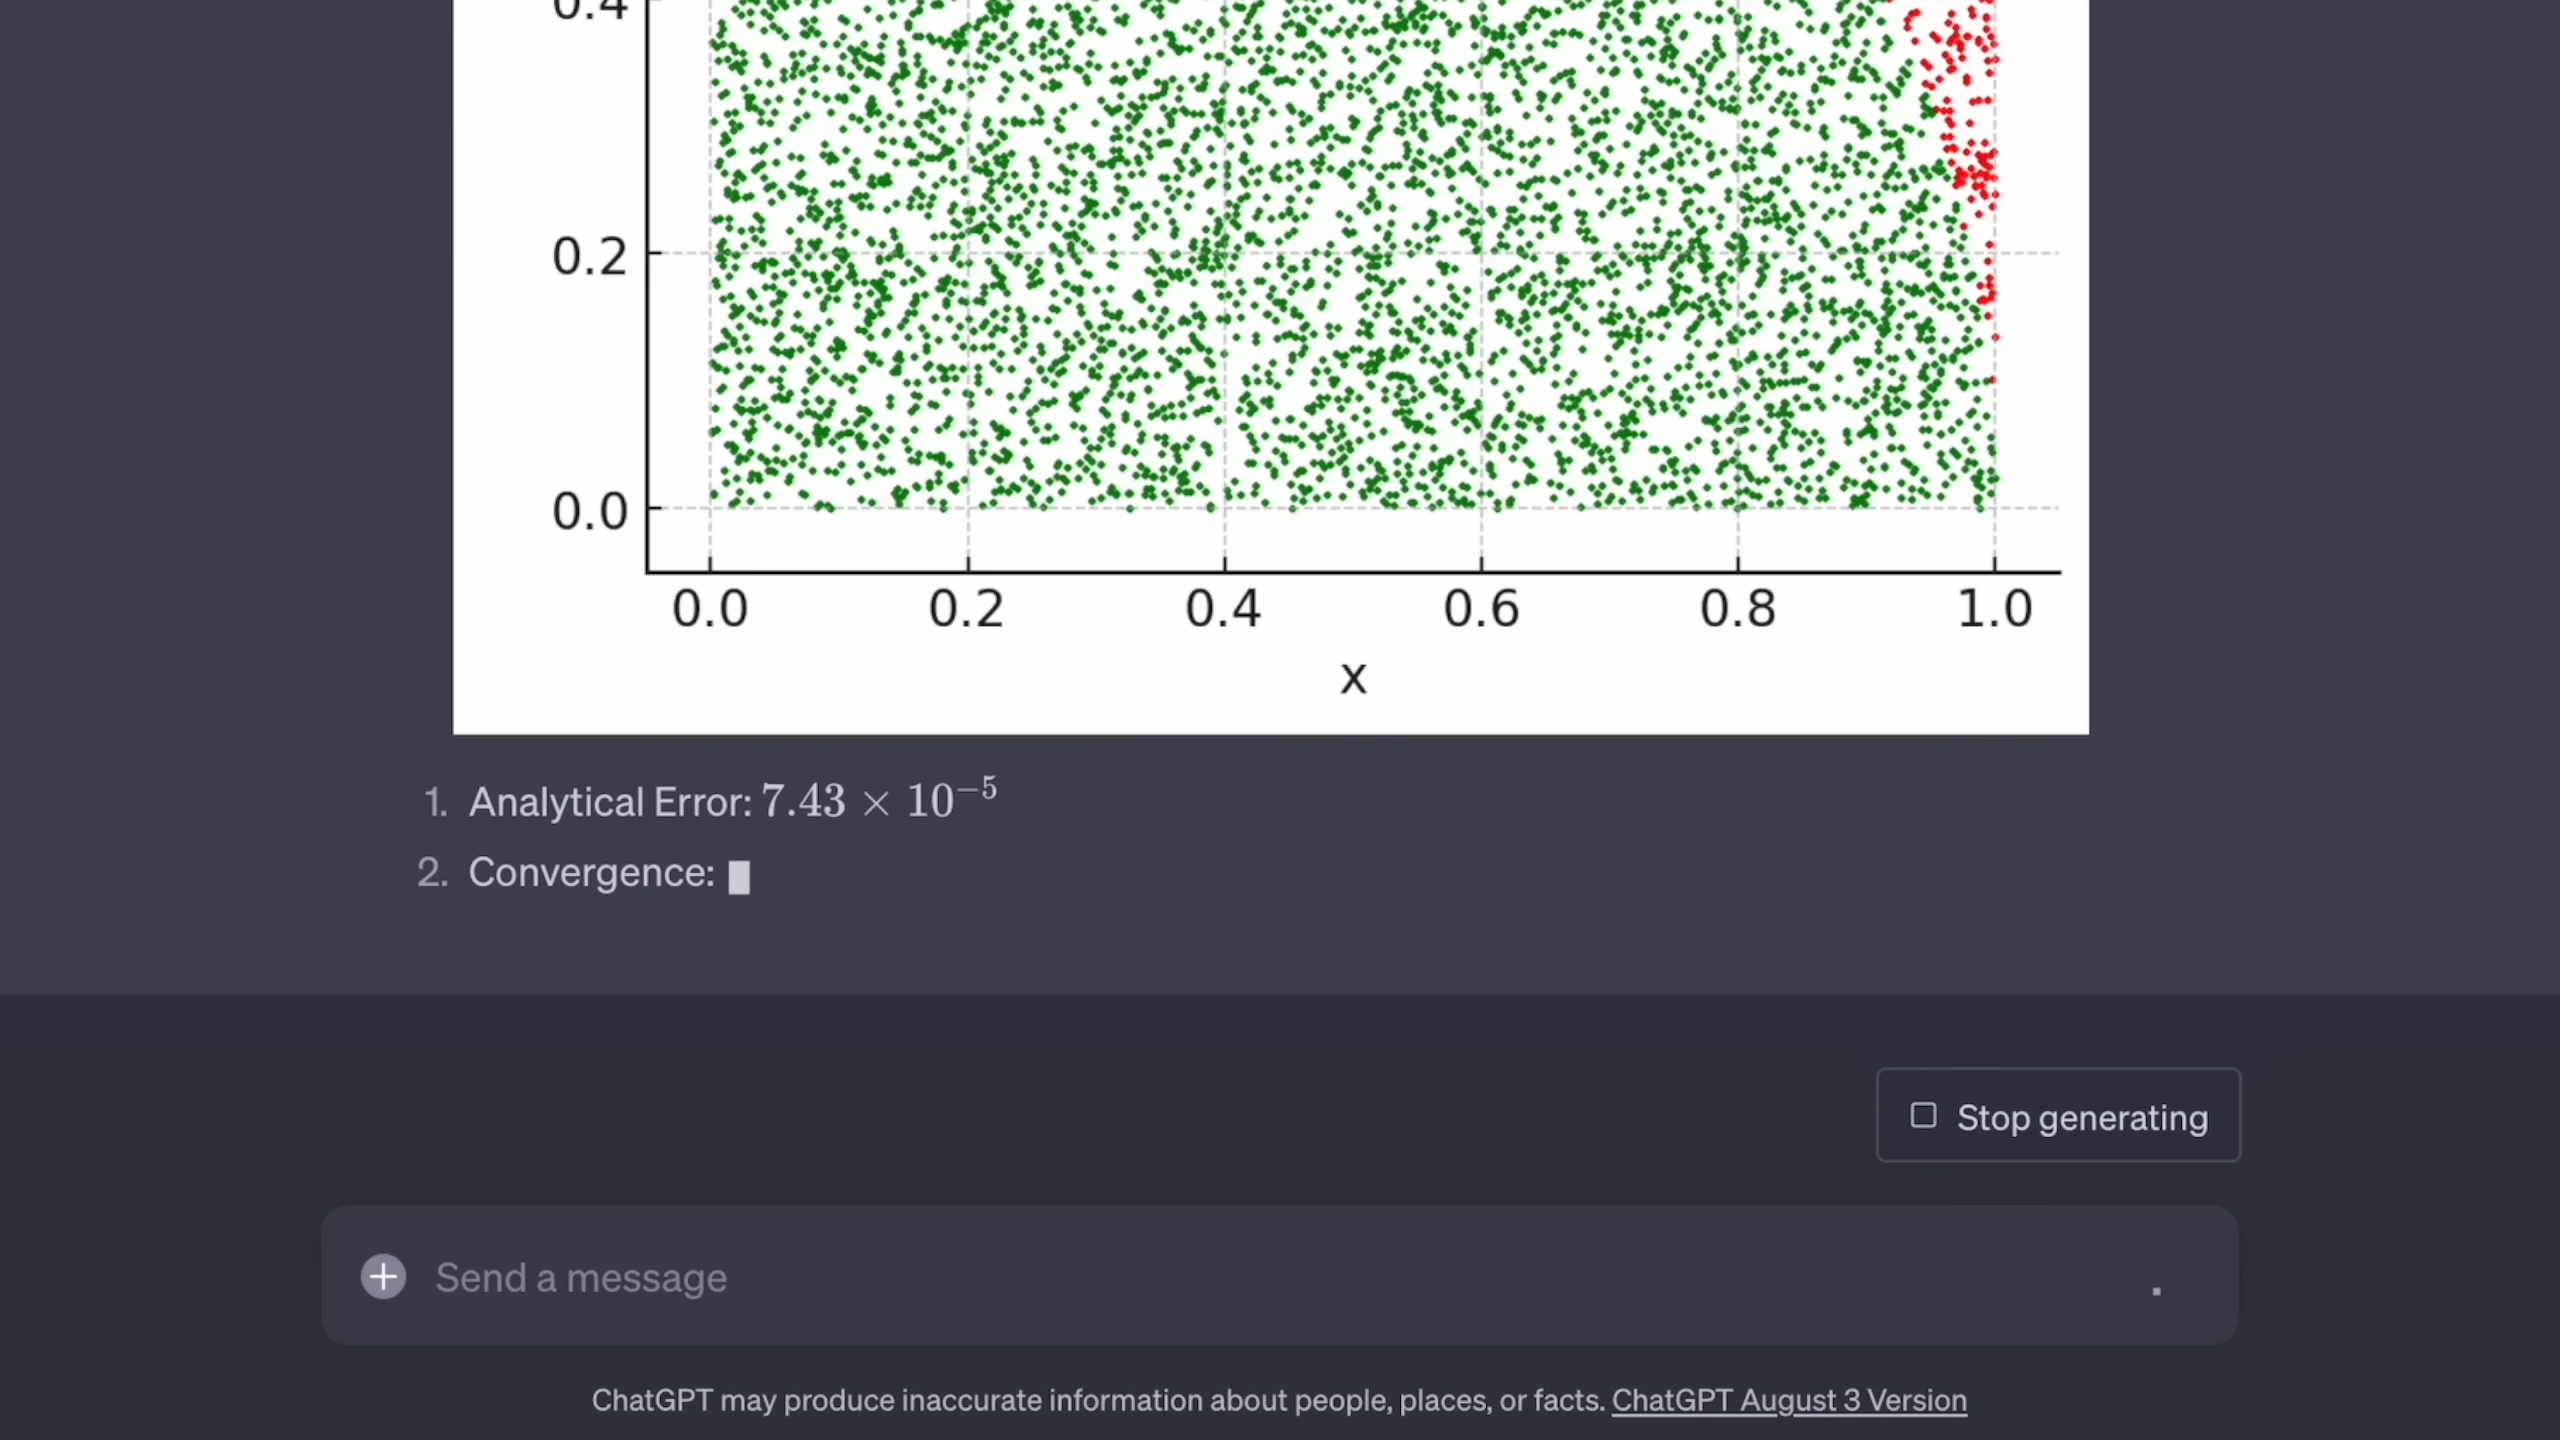 0.4
0.2
0.0
0.0 0.2 0.4 0.6 0.8 1.0
x
1. Analytical Error: 7.43 × 10⁻⁵
2. Convergence:
Stop generating
Send a message
ChatGPT may produce inaccurate information about people, places, or facts. ChatGPT August 3 Version